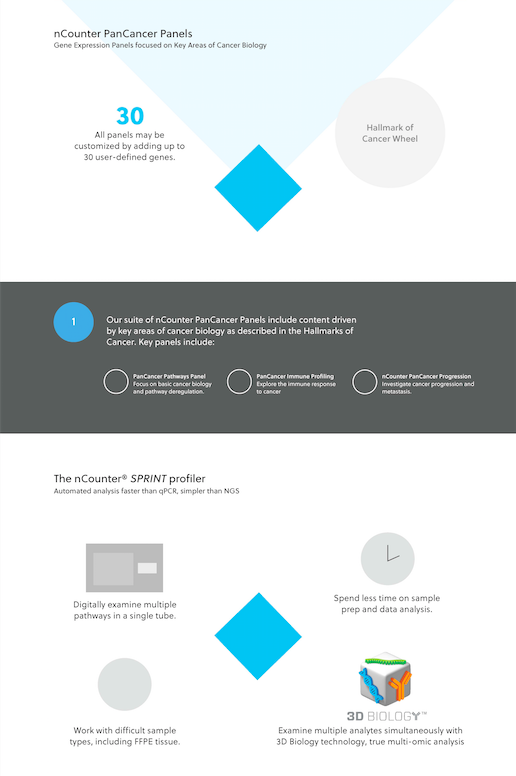 nCounter PanCancer Panels
Gene Expression Panels focused on Key Areas of Cancer Biology
30
All panels may be
customized by adding up to
30 user-defined genes.
Hallmark of
Cancer Wheel
1
Our suite of nCounter PanCancer Panels include content driven
by key areas of cancer biology as described in the Hallmarks of
Cancer. Key panels include:
PanCancer Pathways Panel
Focus on basic cancer biology
and pathway deregulation.
PanCancer Immune Profiling
Explore the immune response
to cancer
nCounter PanCancer Progression
Investigate cancer progression and
metastasis.
The nCounter® SPRINT profiler
Automated analysis faster than qPCR, simpler than NGS
Digitally examine multiple
pathways in a single tube.
Spend less time on sample
prep and data analysis.
Work with difficult sample
types, including FFPE tissue.
3D BIOLOGY™
Examine multiple analytes simultaneously with
3D Biology technology, true multi-omic analysis